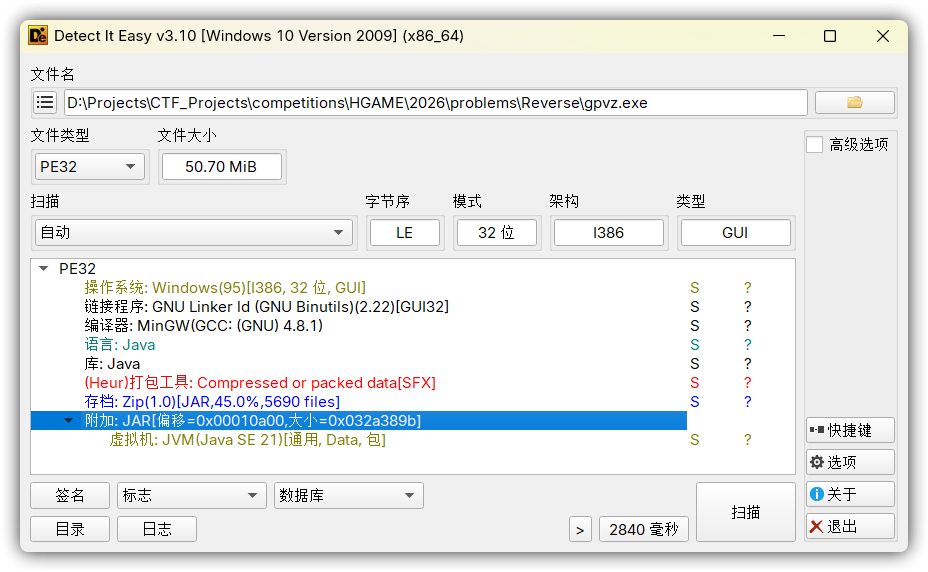 Detect It Easy v3.10 [Windows 10 Version 2009] (x86_64)
文件名
D:\Projects\CTF_Projects\competitions\HGAME\2026\problems\Reverse\gpvz.exe
文件类型 文件大小
高级选项
PE32 50.70 MiB
扫描 字节序 模式 架构 类型
自动 LE 32 位 I386 GUI
PE32
操作系统: Windows(95)[I386, 32 位, GUI] S ?
链接程序: GNU Linker ld (GNU Binutils)(2.22)[GUI32] S ?
编译器: MinGW(GCC: (GNU) 4.8.1) S ?
语言: Java S ?
库: Java S ?
(Heur)打包工具: Compressed or packed data[SFX] S ?
存档: Zip(1.0)[JAR,45.0%,5690 files] S ?
附加: JAR[偏移=0x00010a00,大小=0x032a389b]
虚拟机: JVM(Java SE 21)[通用, Data, 包] S ?
快捷键
选项
关于
退出
签名 标志 数据库 扫描
目录 日志 > 2840 毫秒